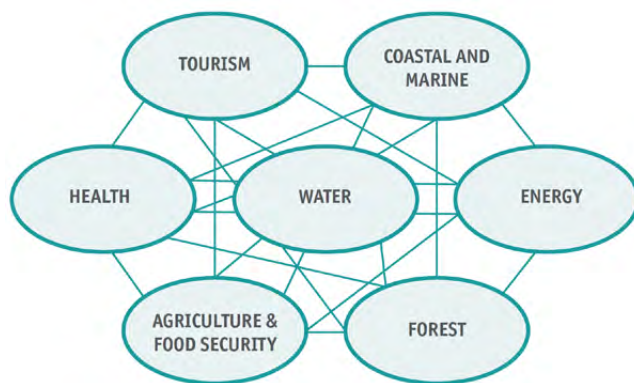 TOURISM
COASTAL AND
MARINE
HEALTH
WATER
ENERGY
AGRICULTURE &
FOOD SECURITY
FOREST